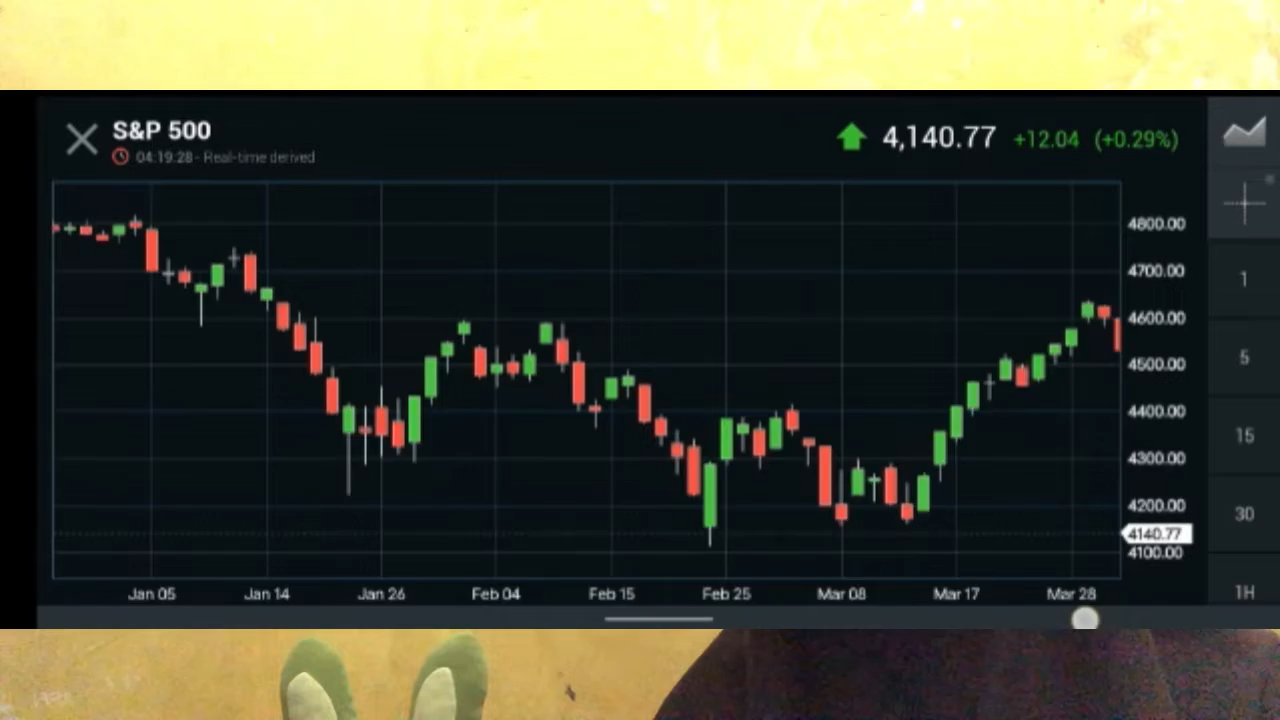 S&P 500
04:19:28 - Real-time derived
4,140.77 +12.04 (+0.29%)
4800.00
4700.00
4600.00
4500.00
4400.00
4300.00
4200.00
4140.77
4100.00
Jan 05 Jan 14 Jan 26 Feb 04 Feb 15 Feb 25 Mar 08 Mar 17 Mar 28
1
5
15
30
1H